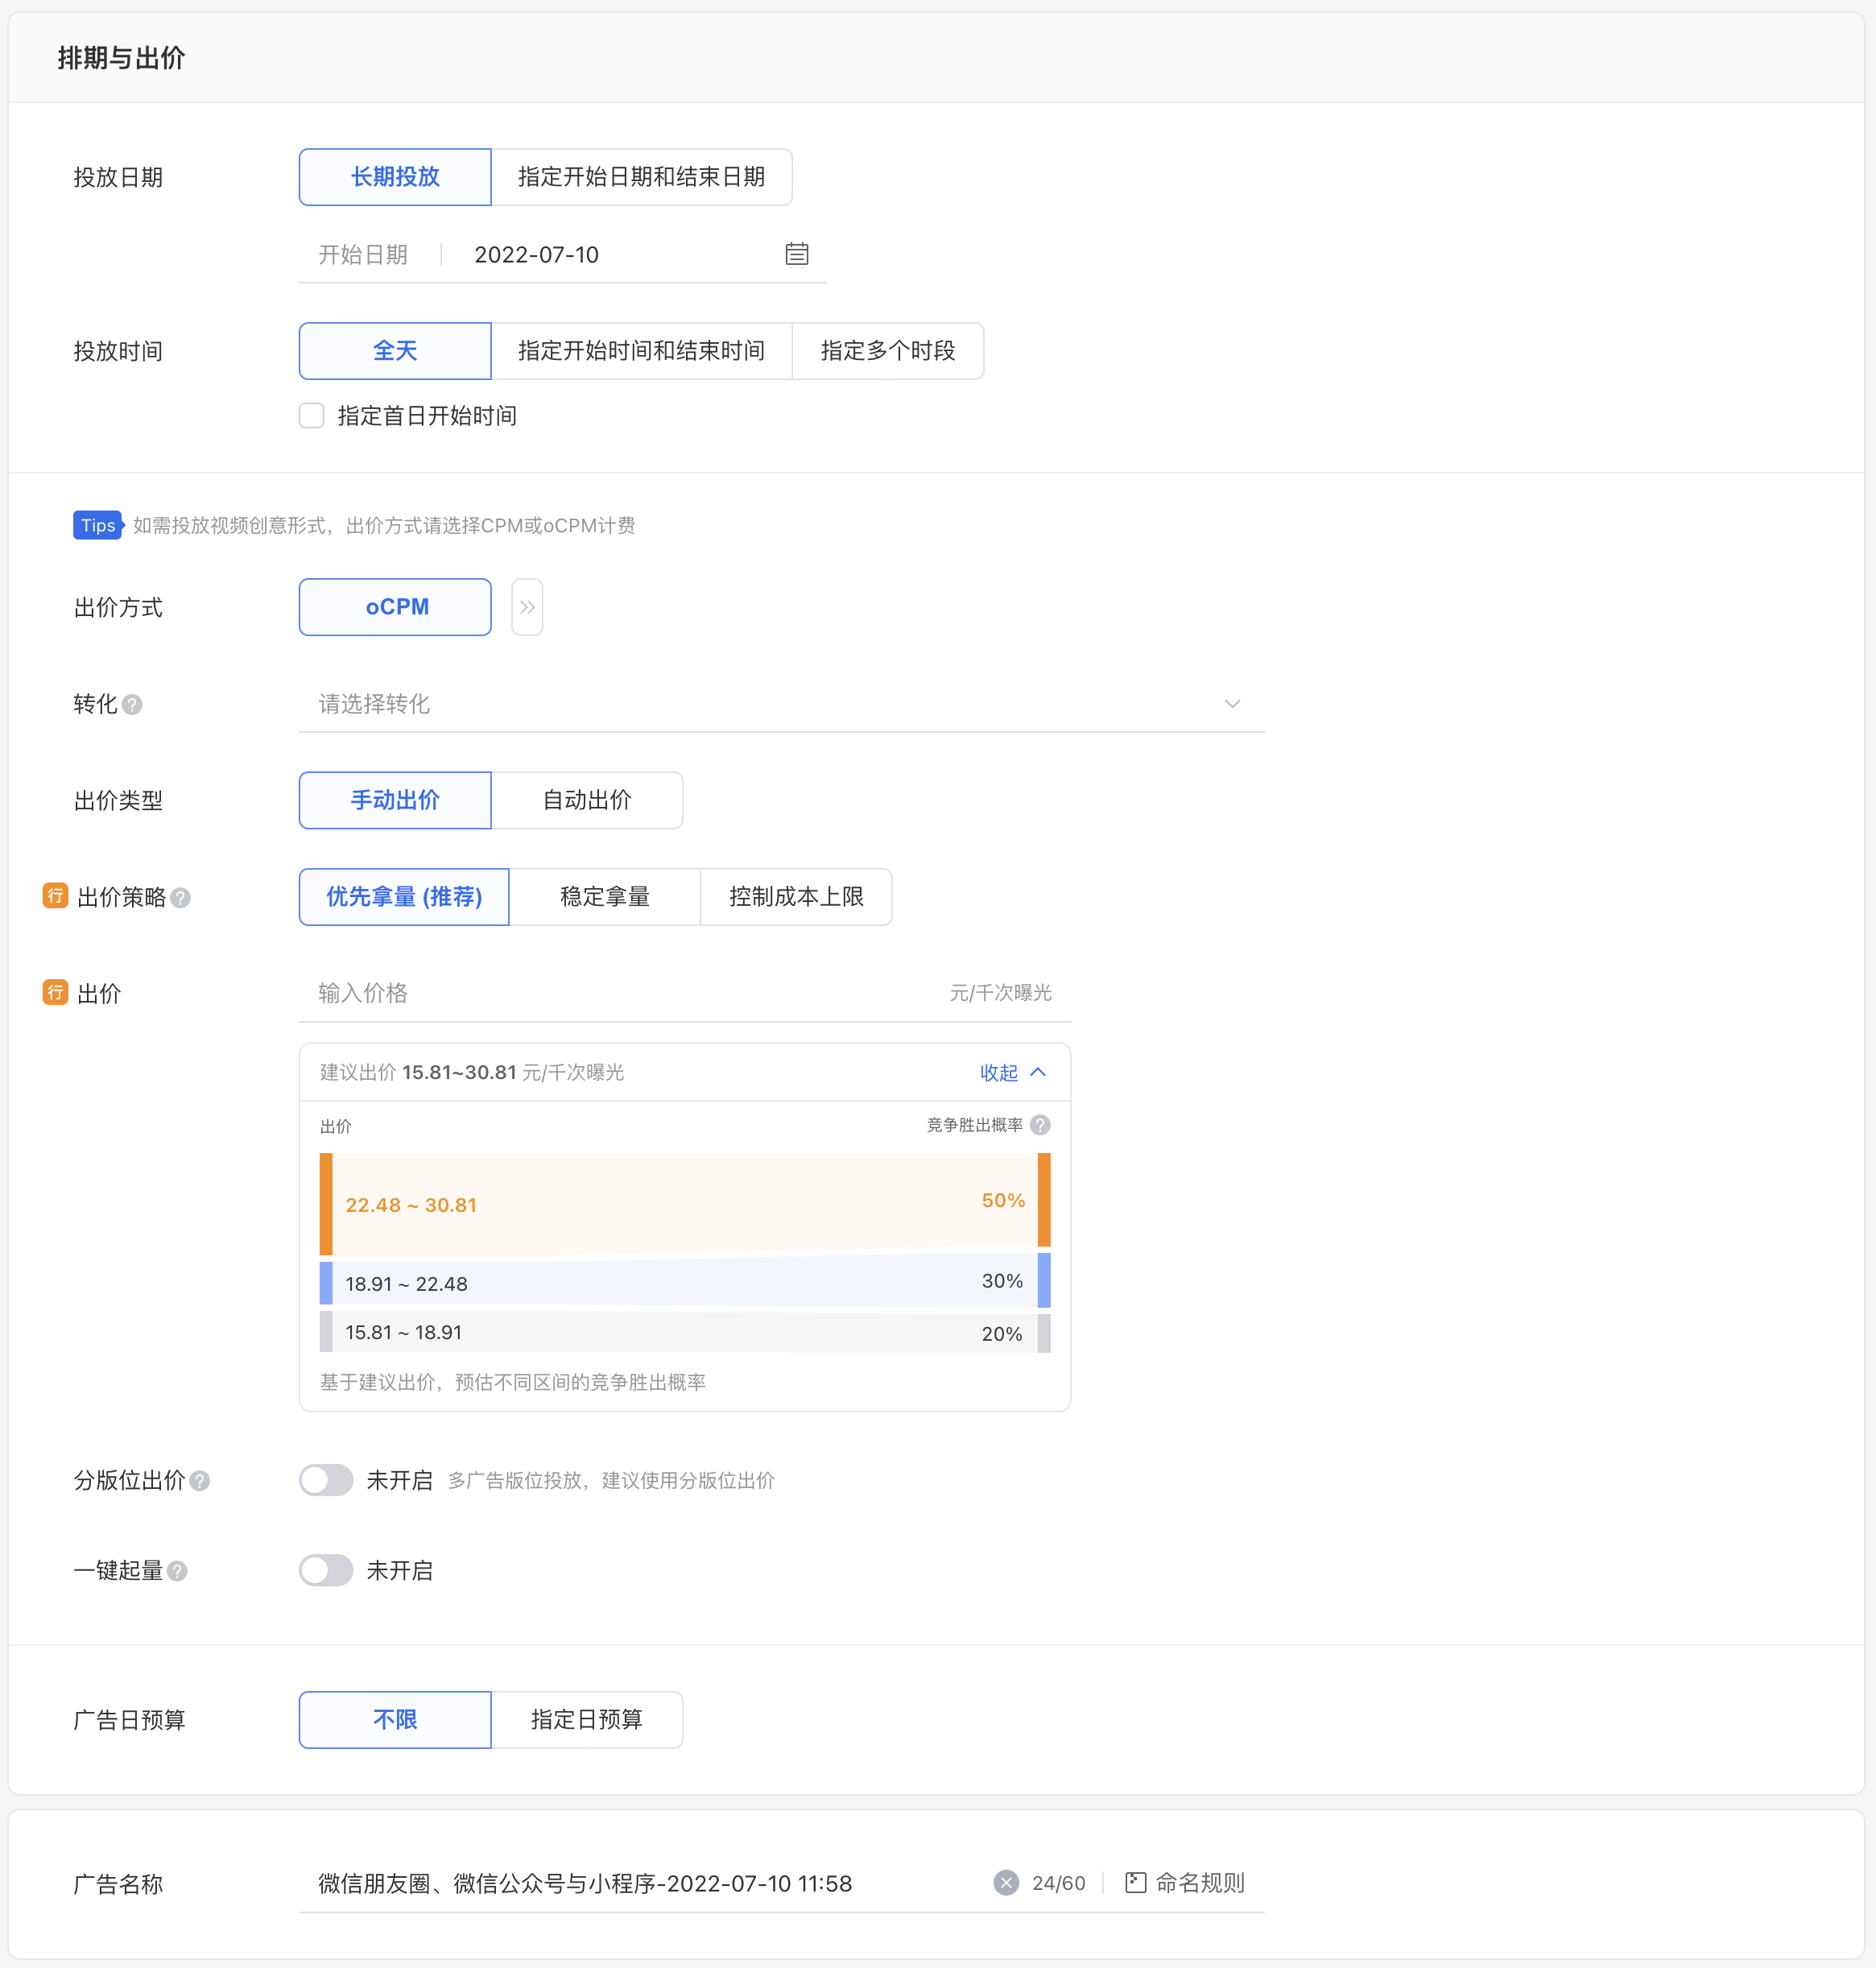 排期与出价
投放日期
长期投放 指定开始日期和结束日期
开始日期 2022-07-10
投放时间
全天 指定开始时间和结束时间 指定多个时段
指定首日开始时间
Tips 如需投放视频创意形式，出价方式请选择CPM或oCPM计费
出价方式 oCPM
转化 请选择转化
出价类型 手动出价 自动出价
行 出价策略 优先拿量 (推荐) 稳定拿量 控制成本上限
行 出价 输入价格 元/千次曝光
建议出价 15.81~30.81 元/千次曝光 收起
出价 竞争胜出概率
22.48 ~ 30.81 50%
18.91 ~ 22.48 30%
15.81 ~ 18.91 20%
基于建议出价，预估不同区间的竞争胜出概率
分版位出价 未开启 多广告版位投放，建议使用分版位出价
一键起量 未开启
广告日预算 不限 指定日预算
广告名称 微信朋友圈、微信公众号与小程序-2022-07-10 11:58 24/60 命名规则